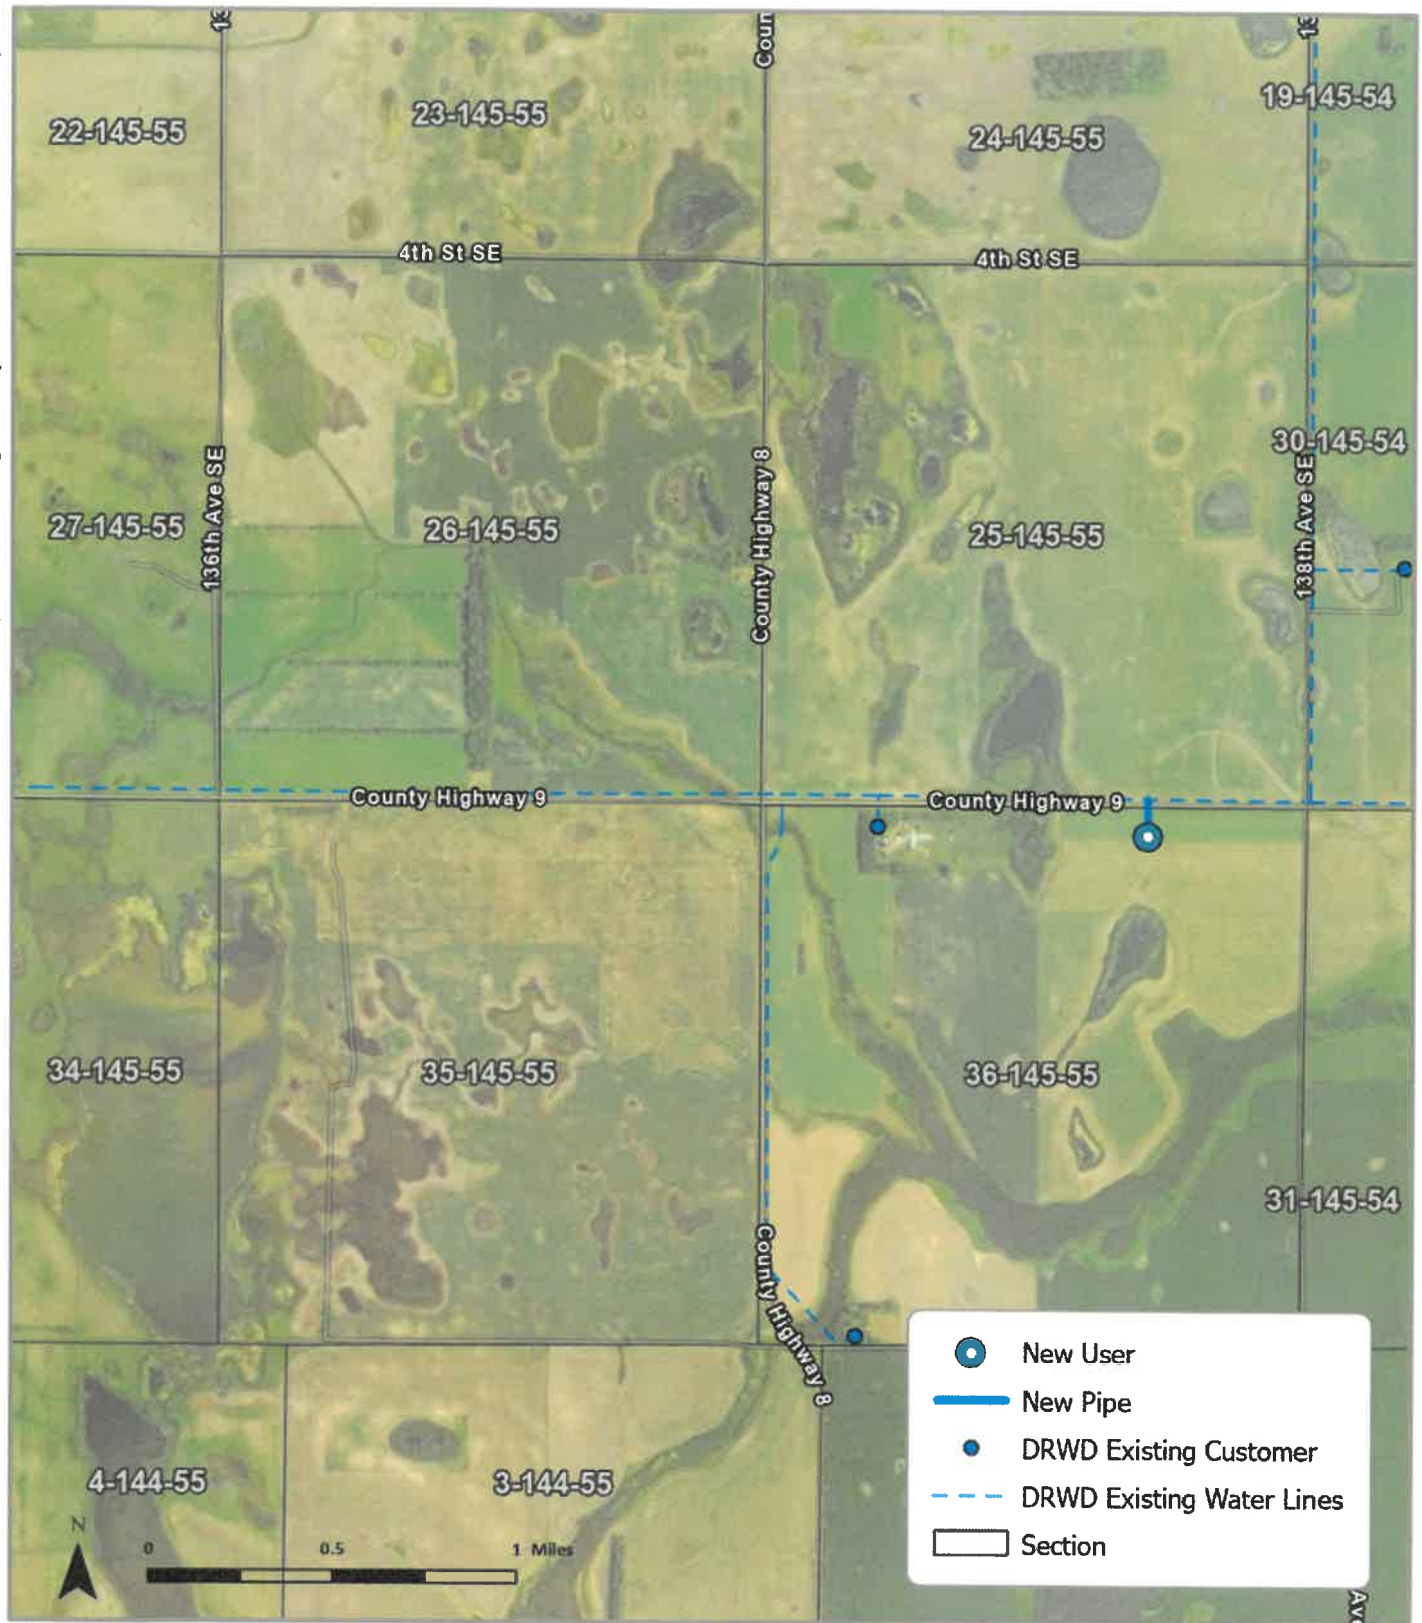 13
Coun
13
22-145-55
23-145-55
24-145-55
19-145-54
4th St SE
4th St SE
136th Ave SE
County Highway 8
138th Ave SE
30-145-54
27-145-55
26-145-55
25-145-55
County Highway 9
County Highway 9
34-145-55
35-145-55
36-145-55
31-145-54
County Highway 8
4-144-55
3-144-55
N
0 0.5 1 Miles
New User
New Pipe
DRWD Existing Customer
DRWD Existing Water Lines
Section
Av